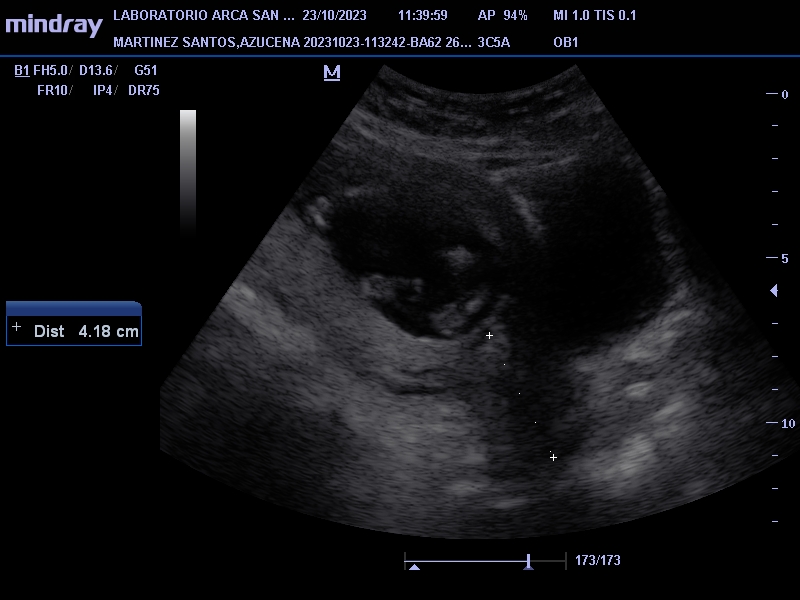 mindray
LABORATORIO ARCA SAN ... 23/10/2023 11:39:59 AP 94% MI 1.0 TIS 0.1
MARTINEZ SANTOS,AZUCENA 20231023-113242-BA62 26... 3C5A OB1
B1 FH5.0/ D13.6/ G51
FR10/ IP4/ DR75
M
0
5
10
+ Dist 4.18 cm
173/173